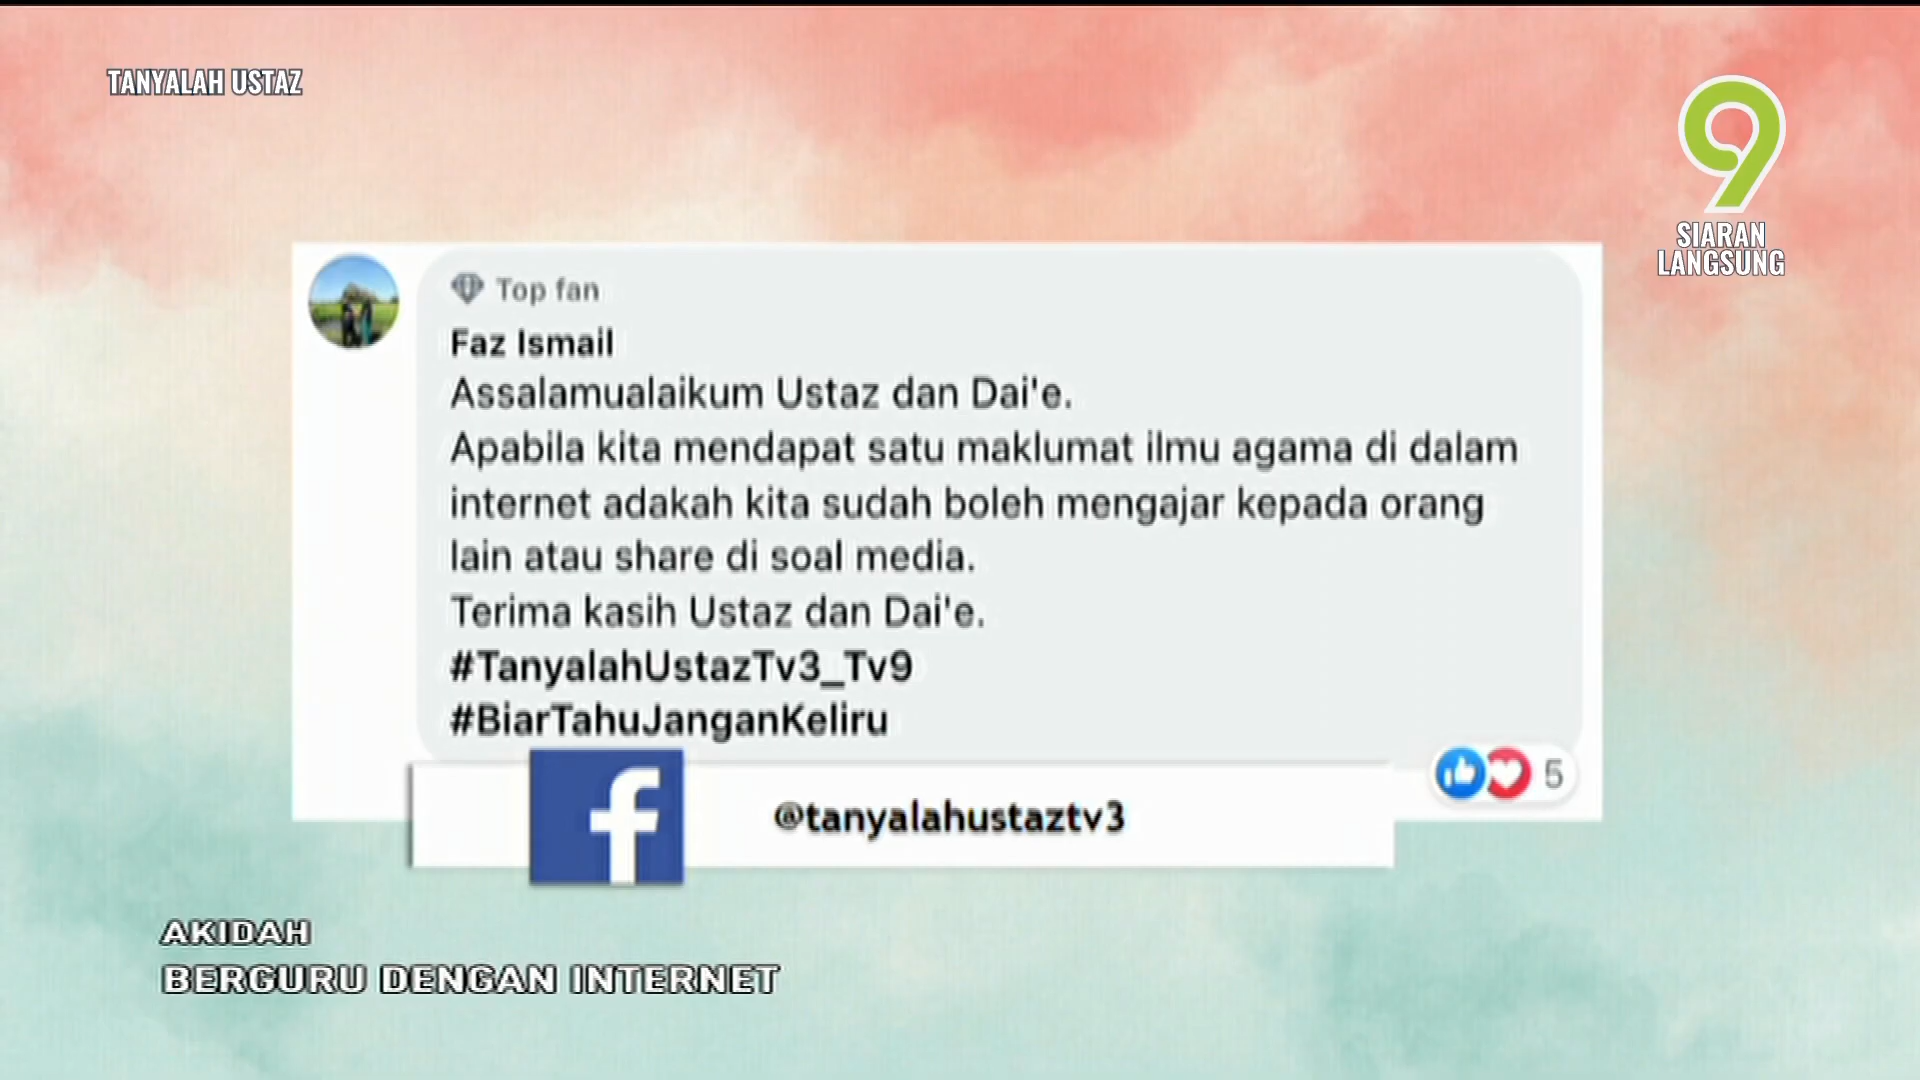 TANYALAH USTAZ
9
SIARAN
LANGSUNG
Top fan
Faz Ismail
Assalamualaikum Ustaz dan Dai'e.
Apabila kita mendapat satu maklumat ilmu agama di dalam
internet adakah kita sudah boleh mengajar kepada orang
lain atau share di soal media.
Terima kasih Ustaz dan Dai'e.
#TanyalahUstazTv3_Tv9
#BiarTahuJanganKeliru
5
f
@tanyalahustaztv3
AKIDAH
BERGURU DENGAN INTERNET